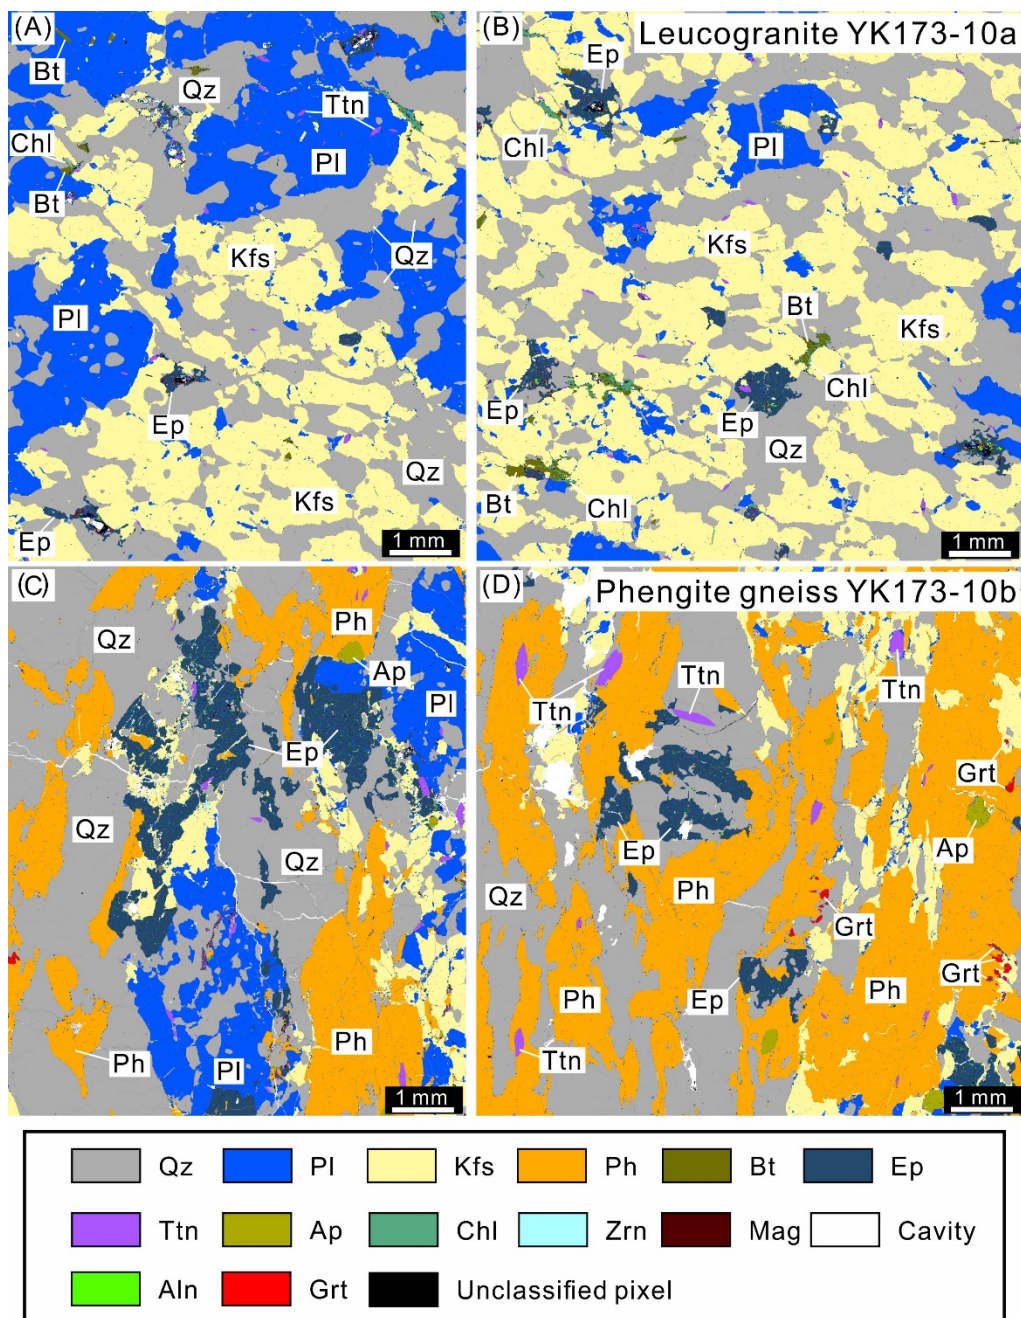 (A)
Bt
Qz
Ttn
Chl
Pl
Bt
Qz
Kfs
Pl
Ep
Qz
Kfs
Ep
1 mm
(B) Leucogranite YK173-10a
Ep
Chl
Pl
Kfs
Bt
Kfs
Ep
Chl
Ep
Qz
Bt
Chl
1 mm
(C)
Qz
Ph
Ap
Pl
Ep
Qz
Qz
Ph
Ph
Pl
1 mm
(D) Phengite gneiss YK173-10b
Ttn
Ttn
Ttn
Grt
Ep
Ap
Qz
Ph
Grt
Grt
Ep
Ph
Ph
Ttn
1 mm
Qz Pl Kfs Ph Bt Ep
Ttn Ap Chl Zrn Mag Cavity
Aln Grt Unclassified pixel